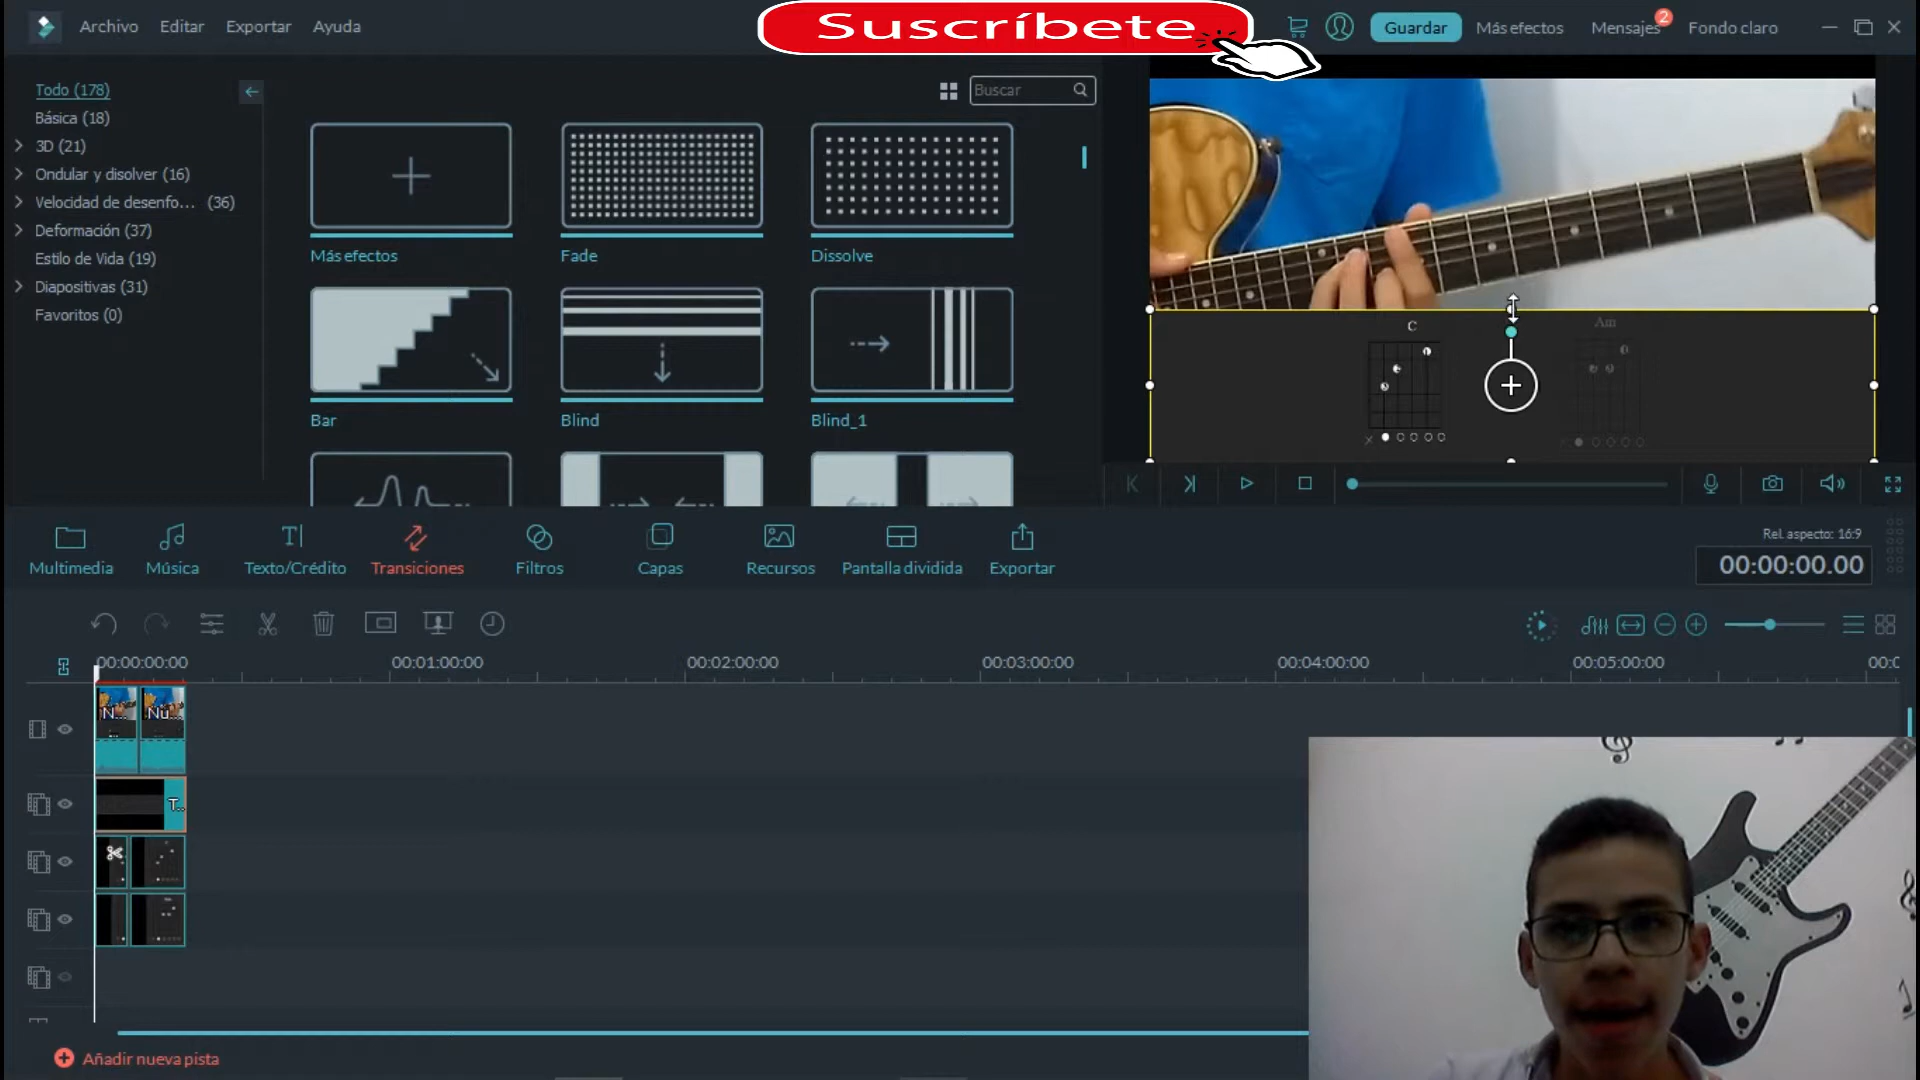 Archivo Editar Exportar Ayuda
Suscríbete
Guardar Más efectos Mensajes 2 Fondo claro
Todo (178)
Básica (18)
3D (21)
Ondular y disolver (16)
Velocidad de desenfo... (36)
Deformación (37)
Estilo de Vida (19)
Diapositivas (31)
Favoritos (0)
Buscar
Más efectos Fade Dissolve
Bar Blind Blind_1
C Am
Multimedia Música Texto/Crédito Transiciones Filtros Capas Recursos Pantalla dividida Exportar
Rel. aspecto: 16:9
00:00:00.00
00:00:00:00 00:01:00:00 00:02:00:00 00:03:00:00 00:04:00:00 00:05:00:00 00:0
N... Nu...
T...
Añadir nueva pista